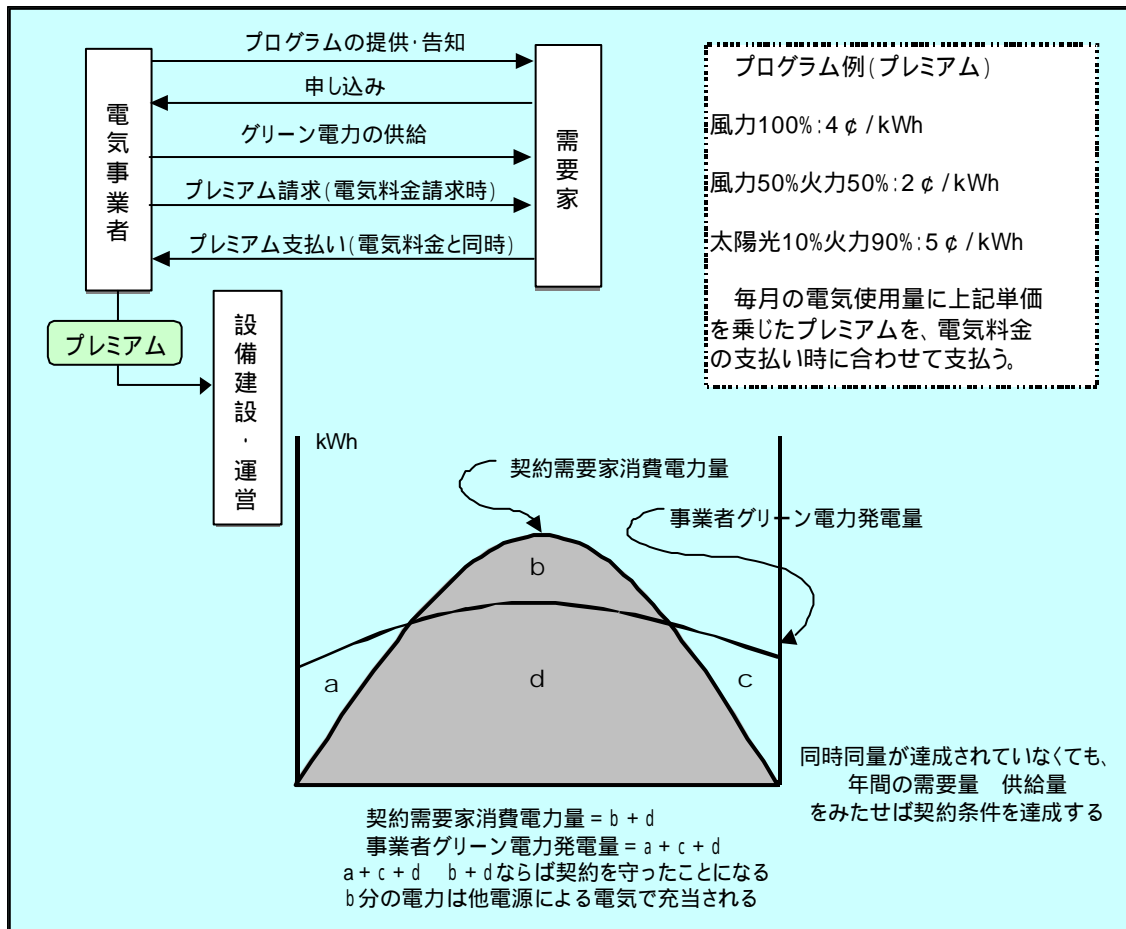 プログラムの提供・告知
申し込み
グリーン電力の供給
プレミアム請求(電気料金請求時)
プレミアム支払い(電気料金と同時)
電気事業者
需要家
プレミアム
設備建設・運営
プログラム例(プレミアム)
風力100%:4¢/kWh
風力50%火力50%:2¢/kWh
太陽光10%火力90%:5¢/kWh
毎月の電気使用量に上記単価
を乗じたプレミアムを、電気料金
の支払い時に合わせて支払う。
kWh
契約需要家消費電力量
事業者グリーン電力発電量
b
a
d
c
同時同量が達成されていなくても、
年間の需要量 供給量
をみたせば契約条件を達成する
契約需要家消費電力量=b+d
事業者グリーン電力発電量=a+c+d
a+c+d b+dならば契約を守ったことになる
b分の電力は他電源による電気で充当される